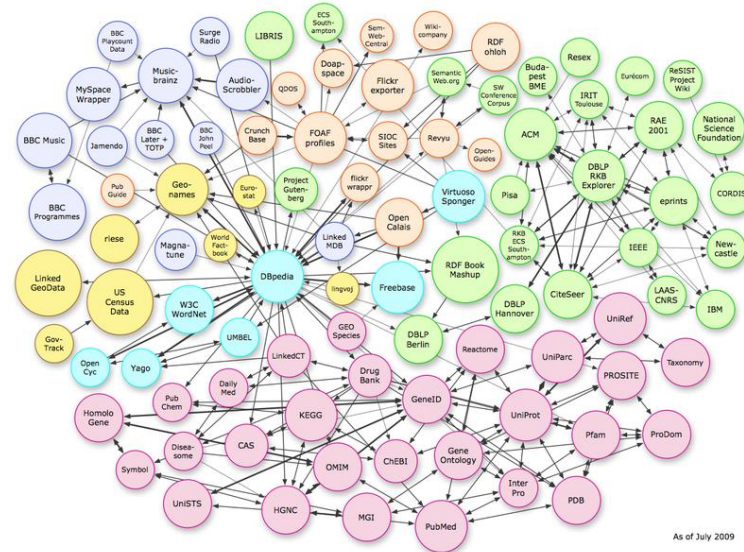 BBC
Playcount
Data
Surge
Radio
LIBRIS
ECS
South-
ampton
Sem-
Web-
Central
Wiki-
company
RDF
ohloh
Music-
brainz
Audio-
Scrobbler
MySpace
Wrapper
QDOS
Doap-
space
Flickr
exporter
Semantic
Web.org
SW
Conference
Corpus
Buda-
pest
BME
Resex
IRIT
Toulouse
Eurécom
ReSIST
Project
Wiki
BBC Music
Jamendo
BBC
Later +
TOTP
BBC
John
Peel
Crunch
Base
FOAF
profiles
SIOC
Sites
Revyu
Open-
Guides
ACM
RAE
2001
National
Science
Foundation
DBLP
RKB
Explorer
BBC
Programmes
Pub
Guide
Geo-
names
Euro-
stat
Project
Guten-
berg
flickr
wrappr
Virtuoso
Sponger
Pisa
eprints
CORDIS
riese
Magna-
tune
World
Fact-
book
Linked
MDB
Open
Calais
RKB
ECS
South-
ampton
IEEE
New-
castle
Linked
GeoData
US
Census
Data
DBpedia
lingvoj
Freebase
RDF Book
Mashup
CiteSeer
LAAS-
CNRS
IBM
W3C
WordNet
DBLP
Hannover
Gov-
Track
Open
Cyc
Yago
UMBEL
GEO
Species
DBLP
Berlin
UniRef
LinkedCT
Reactome
UniParc
Taxonomy
Drug
Bank
PROSITE
Daily
Med
Pub
Chem
GeneID
Homolo
Gene
KEGG
UniProt
Pfam
ProDom
Disea-
some
CAS
ChEBI
Gene
Ontology
Symbol
OMIM
Inter
Pro
UniSTS
HGNC
MGI
PubMed
PDB
As of July 2009